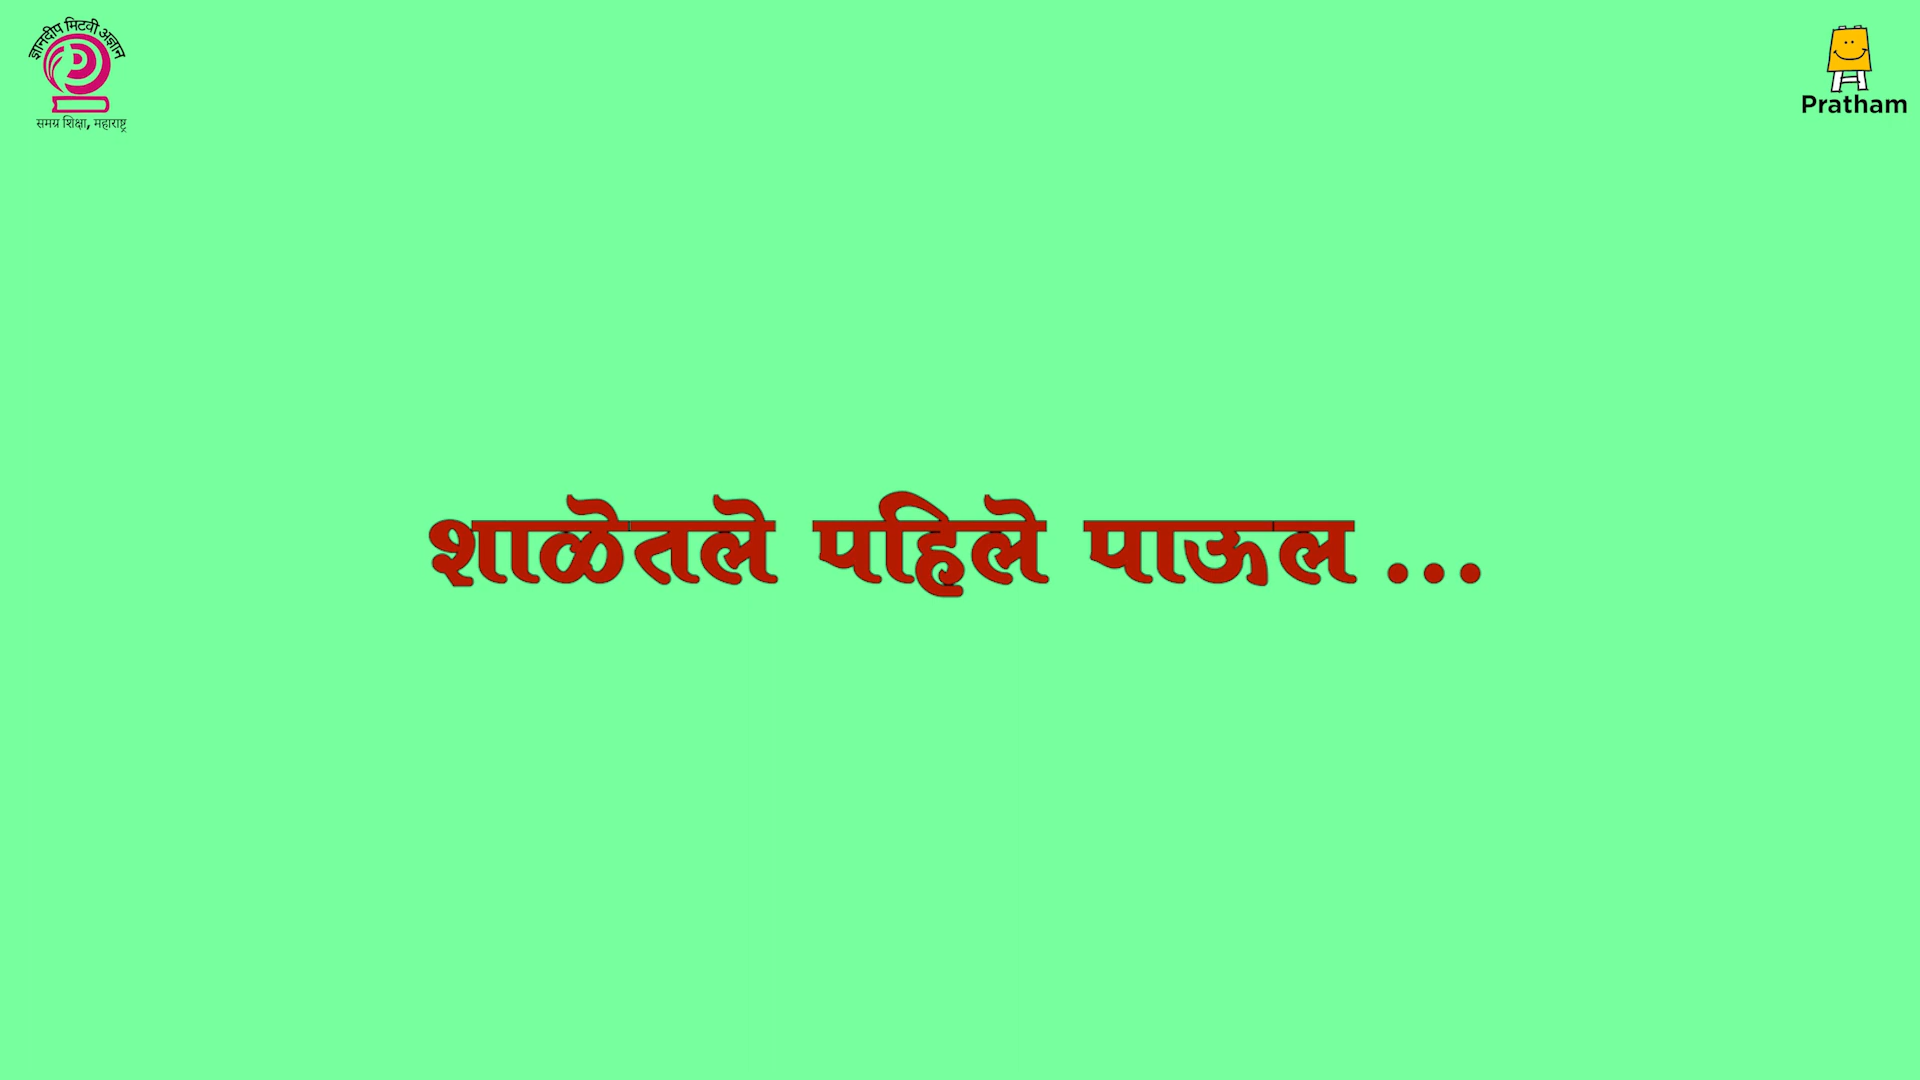 ज्ञानदीप मिटवी अज्ञान
समग्र शिक्षा, महाराष्ट्र
Pratham
शाळेतले पहिले पाऊल ...